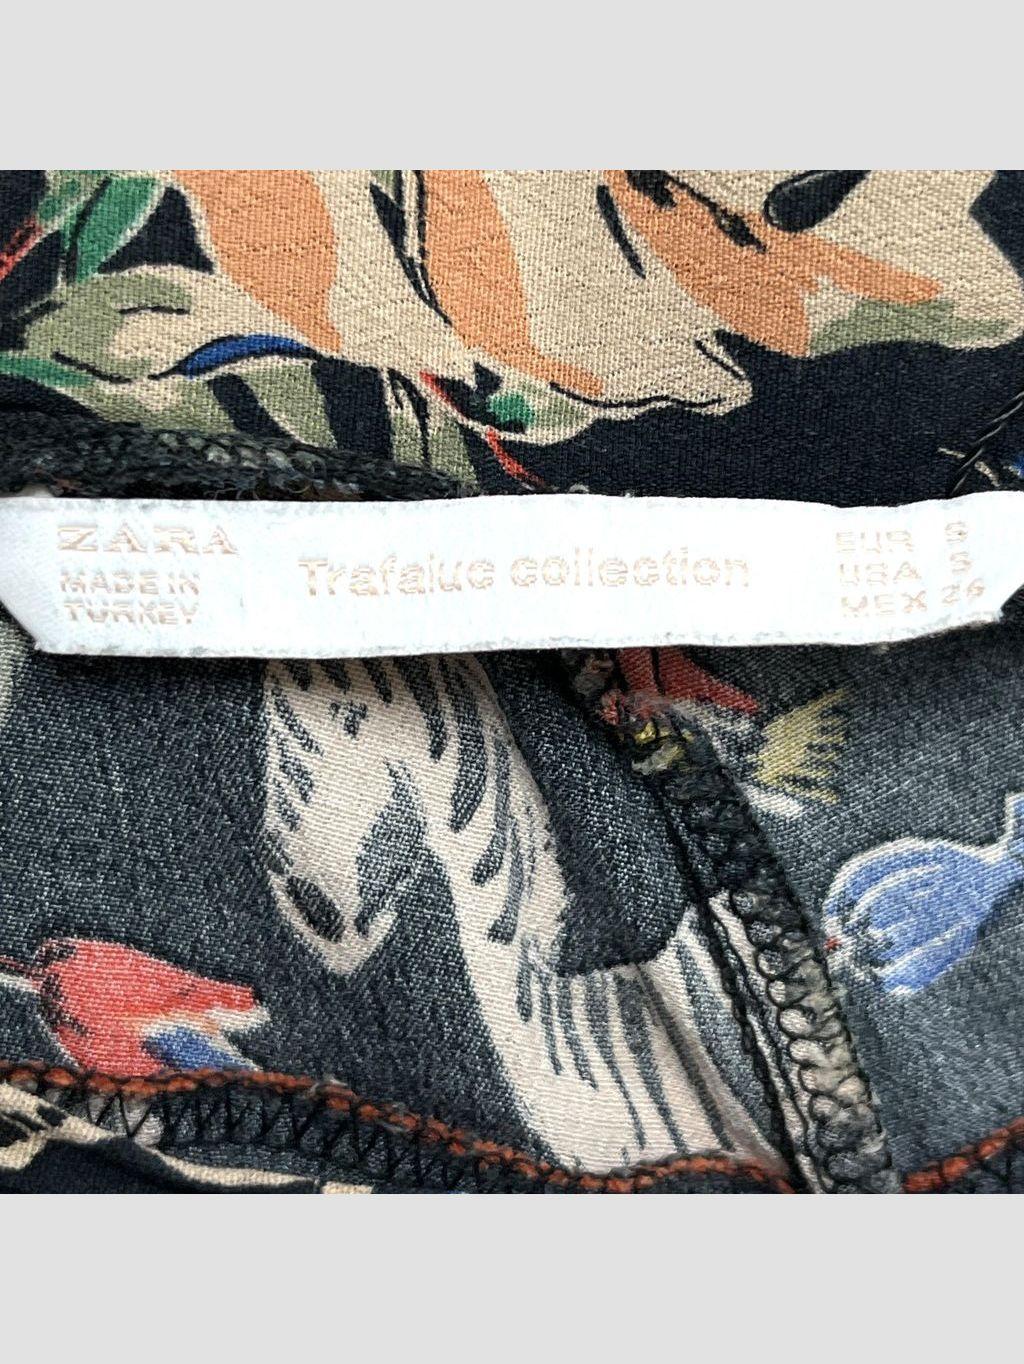 ZARA
MADE IN
TURKEY
Trafaluc collection
EUR S
USA S
MEX 26